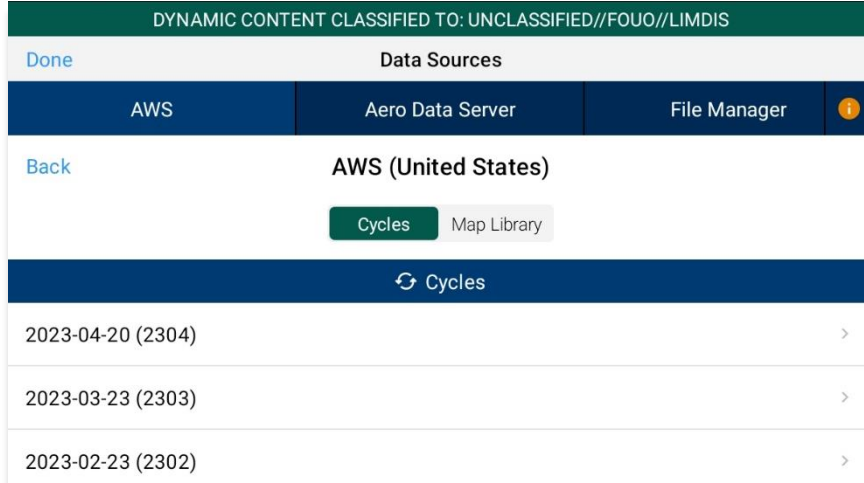 DYNAMIC CONTENT CLASSIFIED TO: UNCLASSIFIED//FOUO//LIMDIS
Done Data Sources
AWS Aero Data Server File Manager i
Back AWS (United States)
Cycles Map Library
Cycles
2023-04-20 (2304)
2023-03-23 (2303)
2023-02-23 (2302)